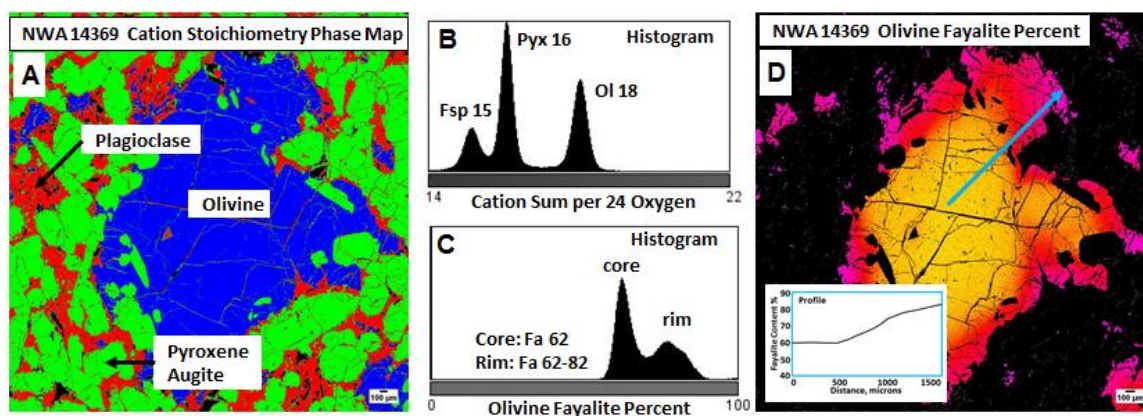 NWA 14369 Cation Stoichiometry Phase Map
A
Plagioclase
Olivine
Pyroxene
Augite
100 µm
B
Histogram
Pyx 16
Ol 18
Fsp 15
14
22
Cation Sum per 24 Oxygen
C
Histogram
core
rim
Core: Fa 62
Rim: Fa 62-82
0
100
Olivine Fayalite Percent
NWA 14369 Olivine Fayalite Percent
D
Profile
Fayalite Content %
90
80
70
60
50
40
0
500
1000
1500
Distance, microns
100 µm